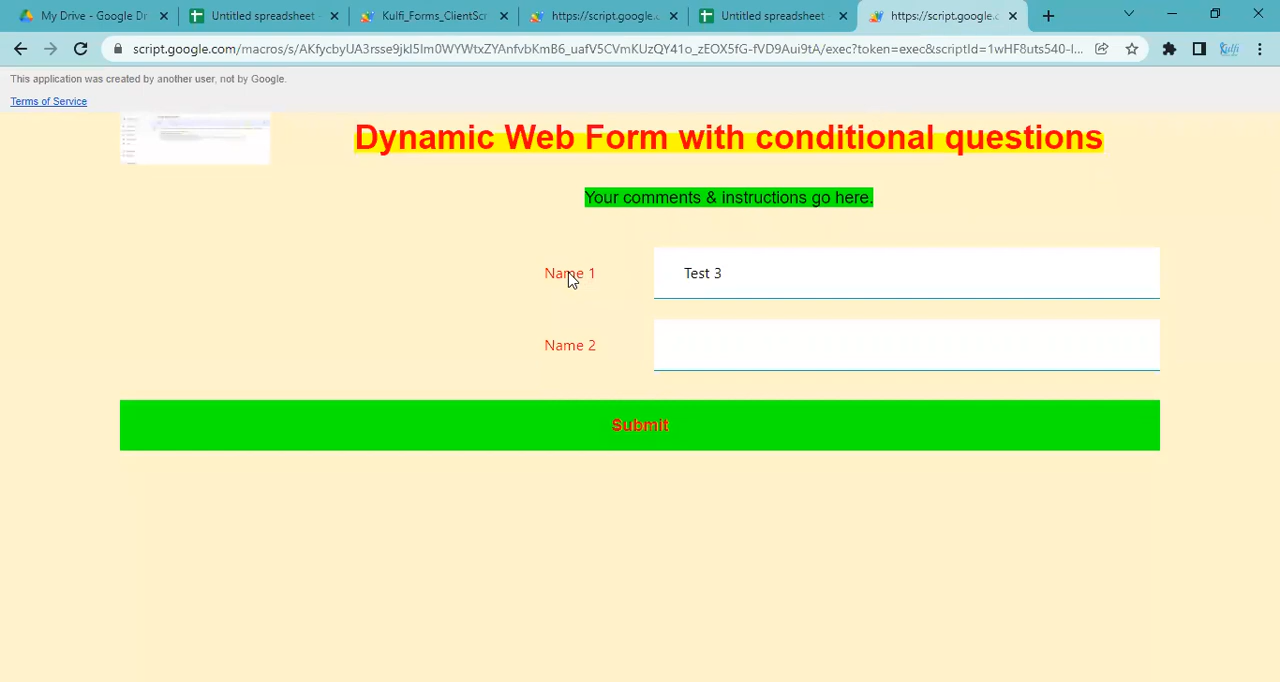 My Drive - Google Dr
Untitled spreadsheet -
Kulfi_Forms_ClientScr
https://script.google.c
Untitled spreadsheet
https://script.google.c
script.google.com/macros/s/AKfycbyUA3rsse9jkI5Im0WYWtxZYAnfvbKmB6_uafV5CVmKUzQY41o_zEOX5fG-fVD9Aui9tA/exec?token=exec&scriptId=1wHF8uts540-l...
Kulfi
This application was created by another user, not by Google.
Terms of Service
Dynamic Web Form with conditional questions
Your comments & instructions go here.
Name 1
Test 3
Name 2
Submit